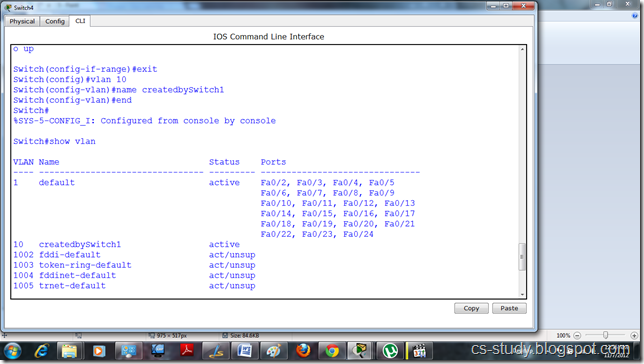 Switch4
Physical Config CLI
IOS Command Line Interface
o up
Switch(config-if-range)#exit
Switch(config)#vlan 10
Switch(config-vlan)#name createdbySwitch1
Switch(config-vlan)#end
Switch#
%SYS-5-CONFIG_I: Configured from console by console
Switch#show vlan
VLAN Name Status Ports
---- -------------------------------- --------- -------------------------------
1 default active Fa0/2, Fa0/3, Fa0/4, Fa0/5
Fa0/6, Fa0/7, Fa0/8, Fa0/9
Fa0/10, Fa0/11, Fa0/12, Fa0/13
Fa0/14, Fa0/15, Fa0/16, Fa0/17
Fa0/18, Fa0/19, Fa0/20, Fa0/21
Fa0/22, Fa0/23, Fa0/24
10 createdbySwitch1 active
1002 fddi-default act/unsup
1003 token-ring-default act/unsup
1004 fddinet-default act/unsup
1005 trnet-default act/unsup
Copy Paste
975 × 517px Size: 84.6KB 100%
cs-study.blogspot.com